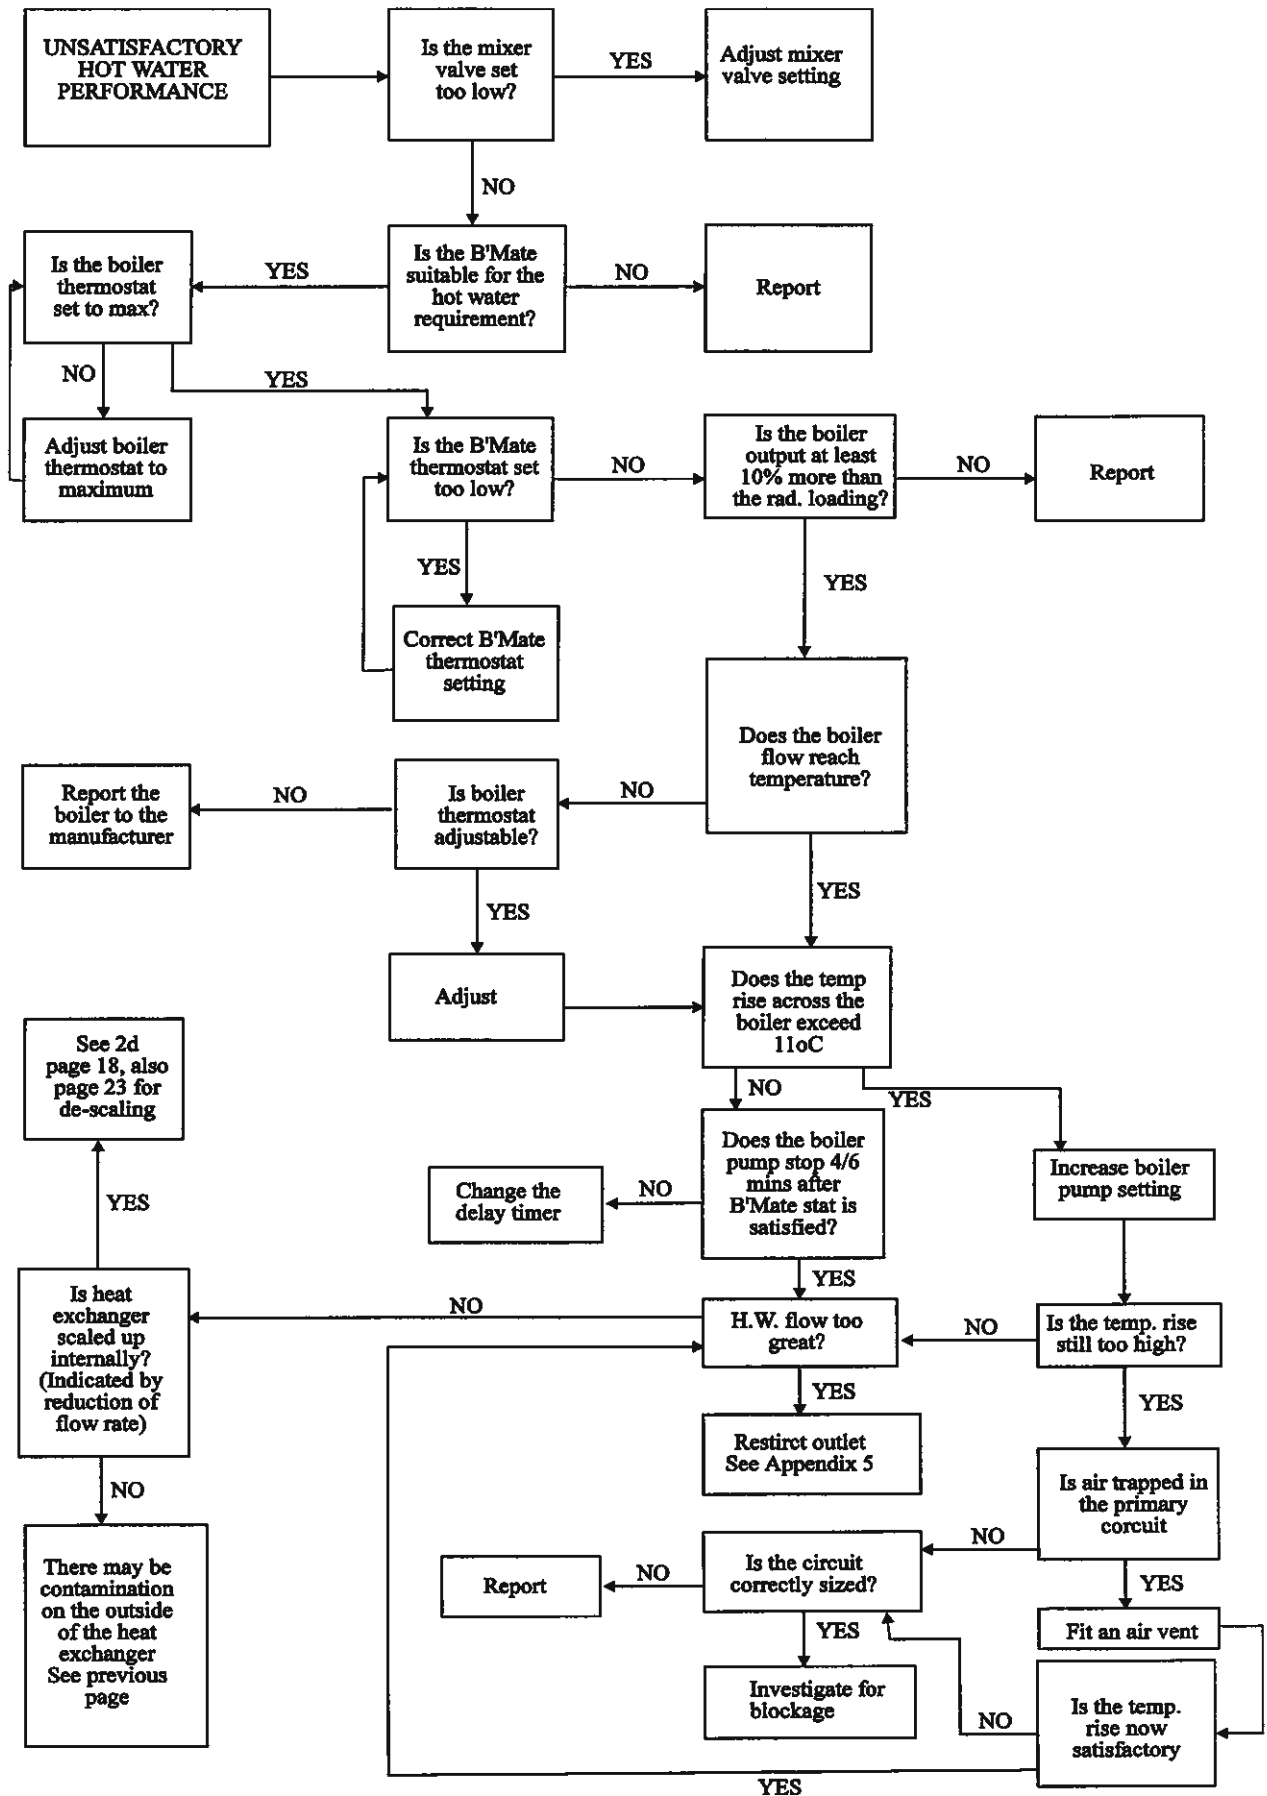 UNSATISFACTORY
HOT WATER
PERFORMANCE
Is the mixer
valve set
too low?
YES
Adjust mixer
valve setting
NO
Is the boiler
thermostat
set to max?
YES
Is the B'Mate
suitable for the
hot water
requirement?
NO
Report
NO
YES
Adjust boiler
thermostat to
maximum
Is the B'Mate
thermostat set
too low?
NO
Is the boiler
output at least
10% more than
the rad. loading?
NO
Report
YES
YES
Correct B'Mate
thermostat
setting
Does the boiler
flow reach
temperature?
Report the
boiler to the
manufacturer
NO
Is boiler
thermostat
adjustable?
NO
YES
YES
Adjust
Does the temp
rise across the
boiler exceed
11oC
See 2d
page 18, also
page 23 for
de-scaling
NO
YES
Does the boiler
pump stop 4/6
mins after
B'Mate stat is
satisfied?
NO
Change the
delay timer
Increase boiler
pump setting
YES
YES
Is heat
exchanger
scaled up
internally?
(Indicated by
reduction of
flow rate)
NO
H.W. flow too
great?
NO
Is the temp. rise
still too high?
YES
YES
Restirct outlet
See Appendix 5
Is air trapped in
the primary
corcuit
NO
There may be
contamination
on the outside
of the heat
exchanger
See previous
page
Report
NO
Is the circuit
correctly sized?
NO
YES
YES
Fit an air vent
Investigate for
blockage
NO
Is the temp.
rise now
satisfactory
YES